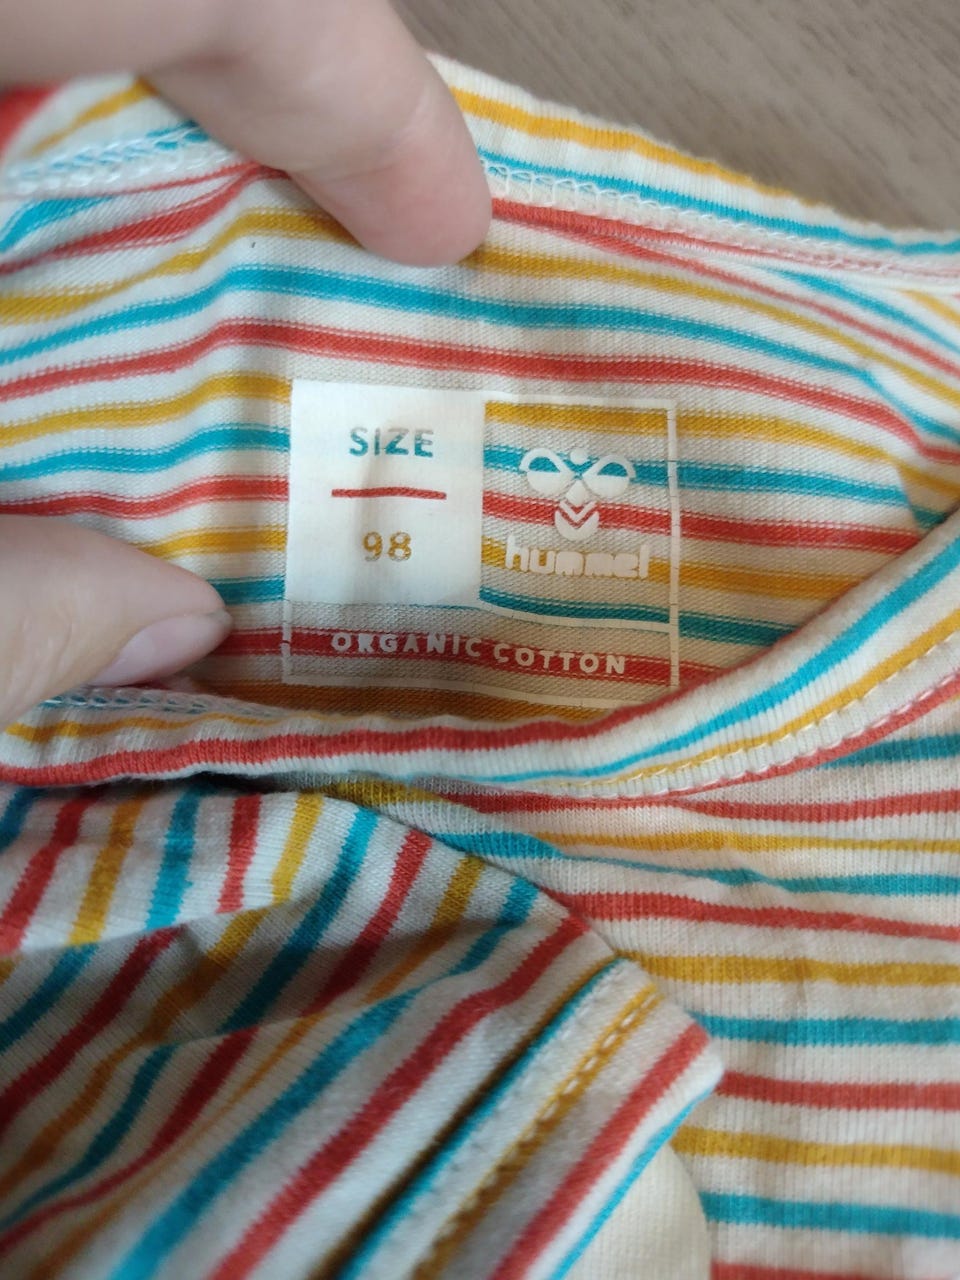 SIZE
98
hummel
ORGANIC COTTON